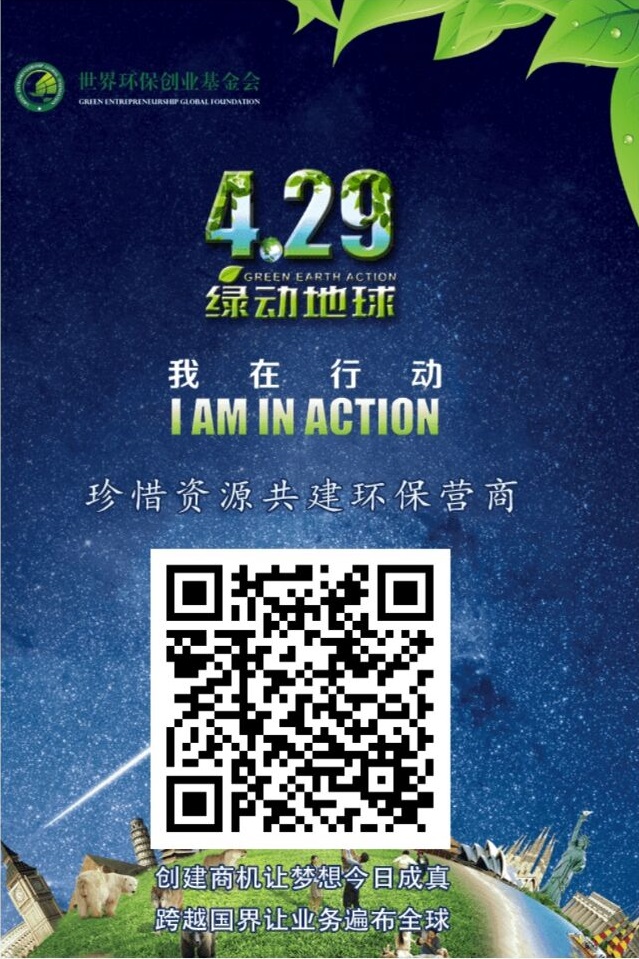 世界环保创业基金会
GREEN ENTREPRENEURSHIP GLOBAL FOUNDATION
4.29
GREEN EARTH ACTION
绿动地球
我在行动
I AM IN ACTION
珍惜资源共建环保营商
创建商机让梦想今日成真
跨越国界让业务遍布全球